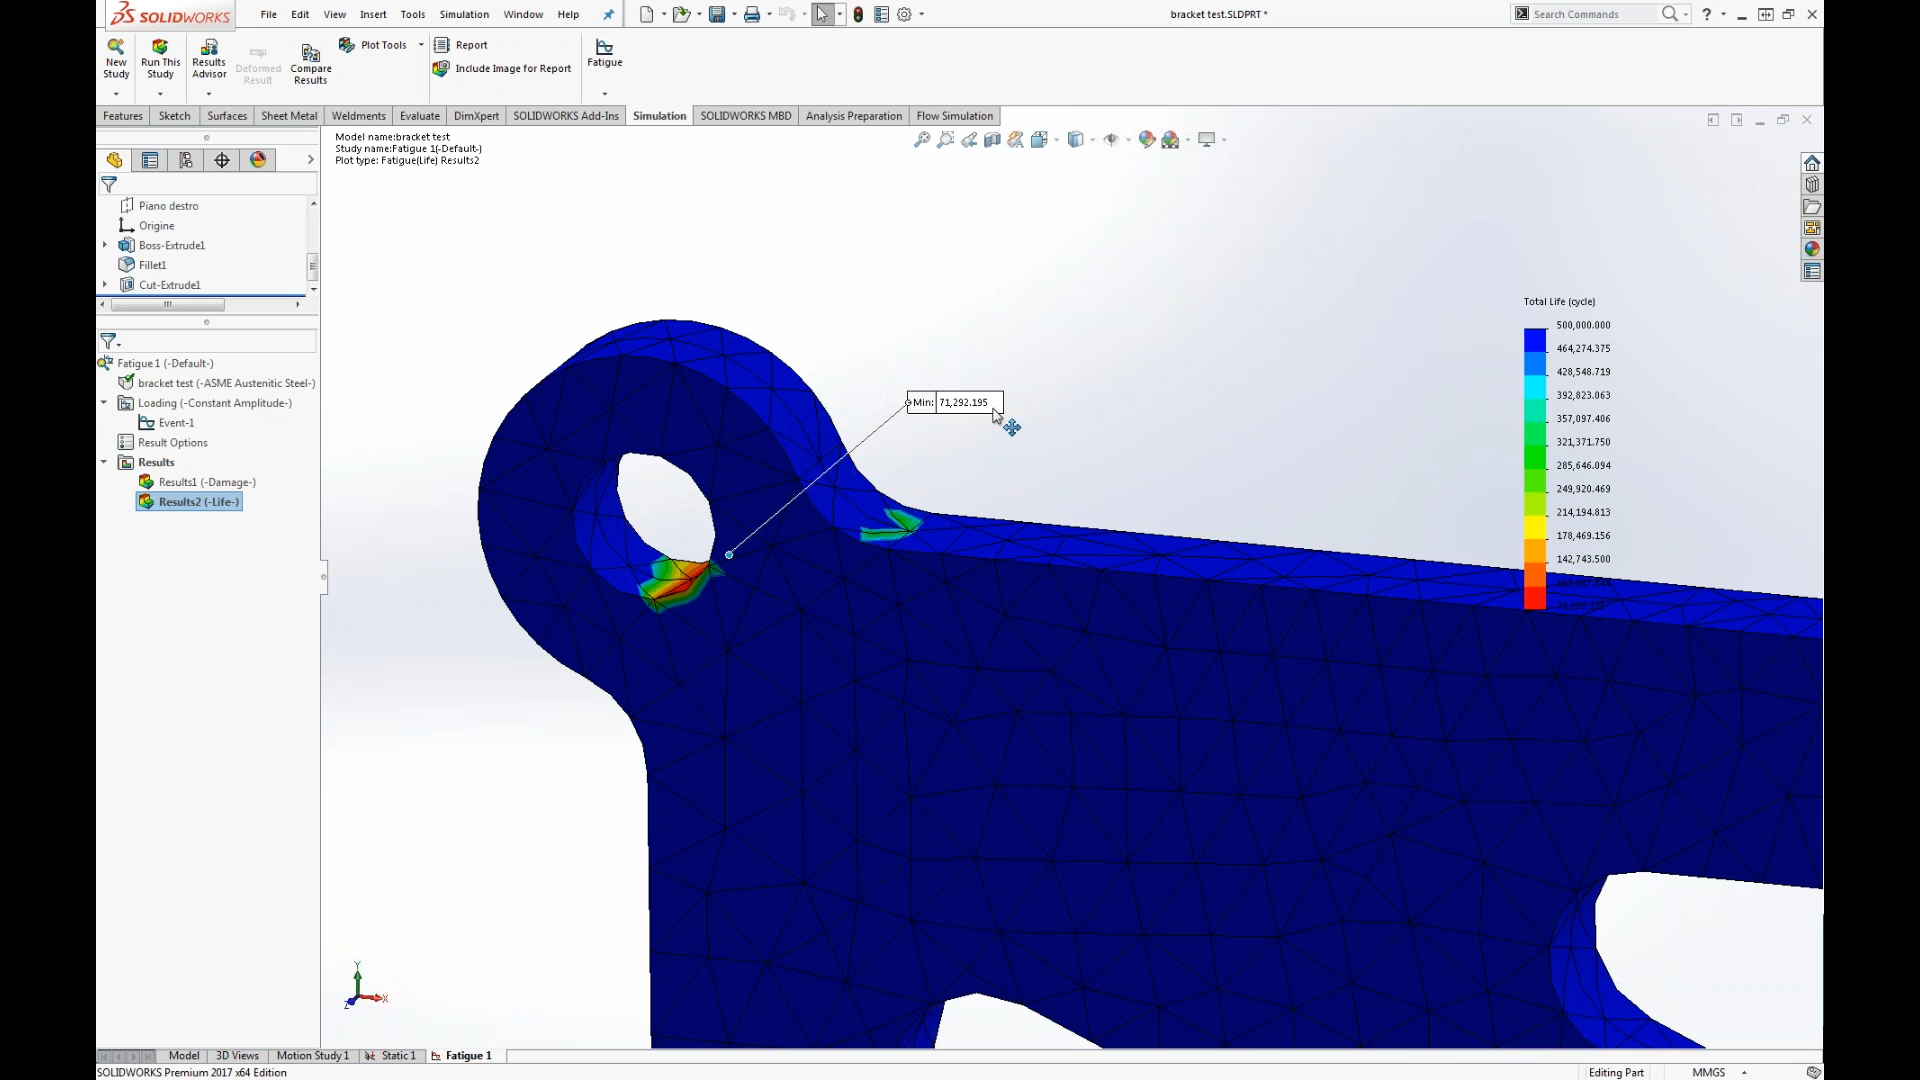 SOLIDWORKS
File Edit View Insert Tools Simulation Window Help
bracket test.SLDPRT *
Search Commands
New Study
Run This Study
Results Advisor
Deformed Result
Compare Results
Plot Tools
Report
Include Image for Report
Fatigue
Features Sketch Surfaces Sheet Metal Weldments Evaluate DimXpert SOLIDWORKS Add-Ins Simulation SOLIDWORKS MBD Analysis Preparation Flow Simulation
Model name:bracket test
Study name:Fatigue 1(-Default-)
Plot type: Fatigue(Life) Results2
Piano destro
Origine
Boss-Extrude1
Fillet1
Cut-Extrude1
Fatigue 1 (-Default-)
bracket test (-ASME Austenitic Steel-)
Loading (-Constant Amplitude-)
Event-1
Result Options
Results
Results1 (-Damage-)
Results2 (-Life-)
Min: 71,292.195
Total Life (cycle)
500,000.000
464,274.375
428,548.719
392,823.063
357,097.406
321,371.750
285,646.094
249,920.469
214,194.813
178,469.156
142,743.500
Y
X
Z
Model 3D Views Motion Study 1 Static 1 Fatigue 1
SOLIDWORKS Premium 2017 x64 Edition
Editing Part
MMGS